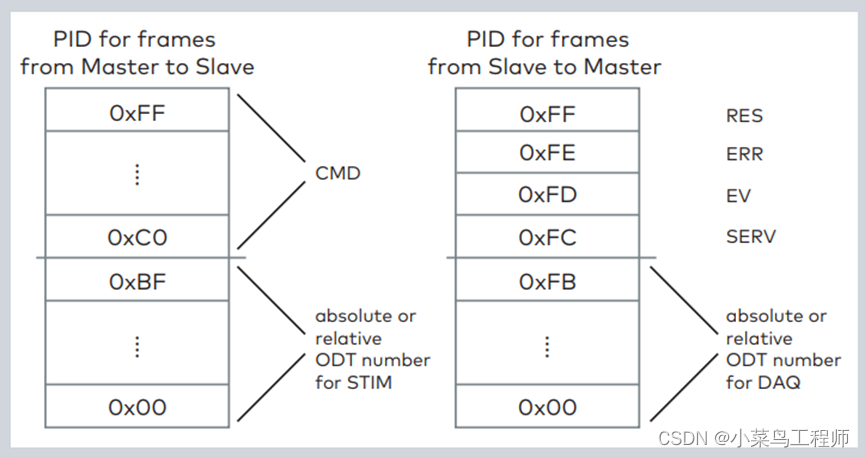 PID for frames
from Master to Slave
0xFF
0xC0
0xBF
0x00
CMD
absolute or
relative
ODT number
for STIM
PID for frames
from Slave to Master
0xFF
0xFE
0xFD
0xFC
0xFB
0x00
RES
ERR
EV
SERV
absolute or
relative
ODT number
for DAQ
CSDN @小菜鸟工程师